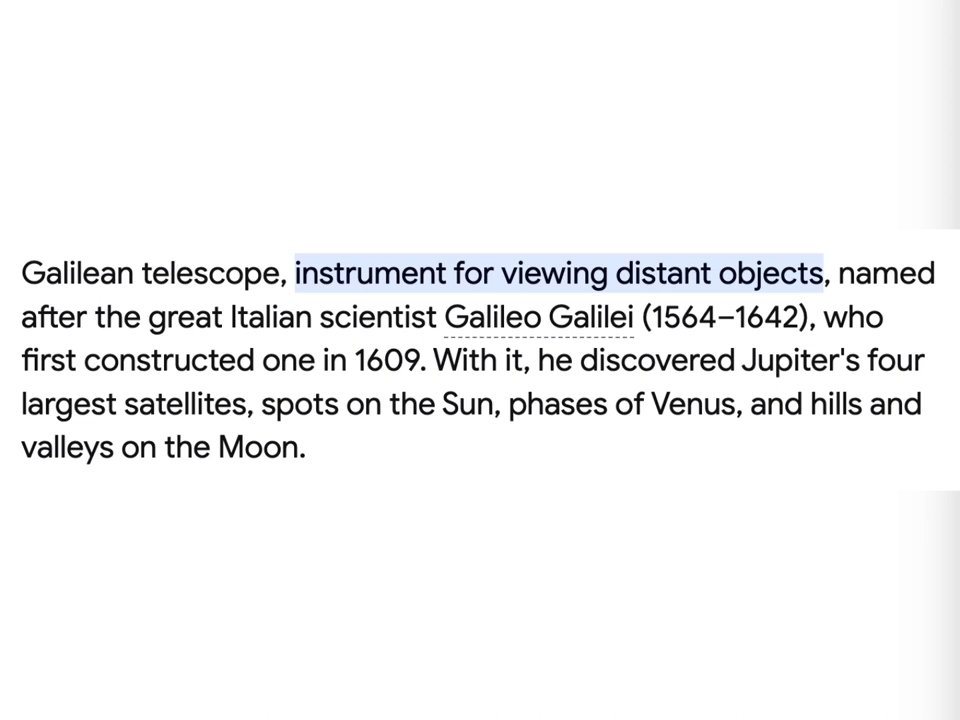 Galilean telescope, instrument for viewing distant objects, named
after the great Italian scientist Galileo Galilei (1564–1642), who
first constructed one in 1609. With it, he discovered Jupiter's four
largest satellites, spots on the Sun, phases of Venus, and hills and
valleys on the Moon.